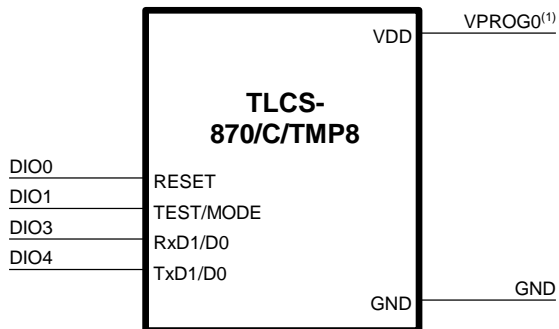 VPROG0(1)
VDD
TLCS-
870/C/TMP8
DIO0
RESET
DIO1
TEST/MODE
DIO3
RxD1/D0
DIO4
TxD1/D0
GND
GND